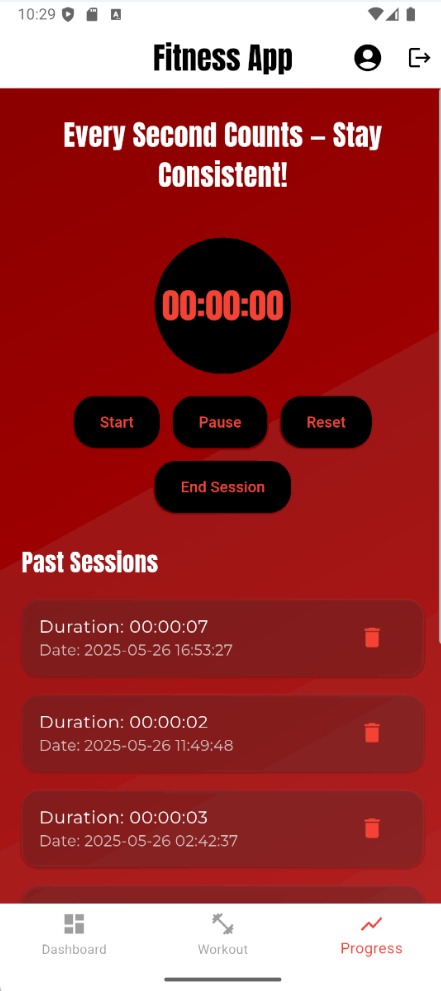 10:29
Fitness App
Every Second Counts – Stay
Consistent!
00:00:00
Start Pause Reset
End Session
Past Sessions
Duration: 00:00:07
Date: 2025-05-26 16:53:27
Duration: 00:00:02
Date: 2025-05-26 11:49:48
Duration: 00:00:03
Date: 2025-05-26 02:42:37
Dashboard Workout Progress